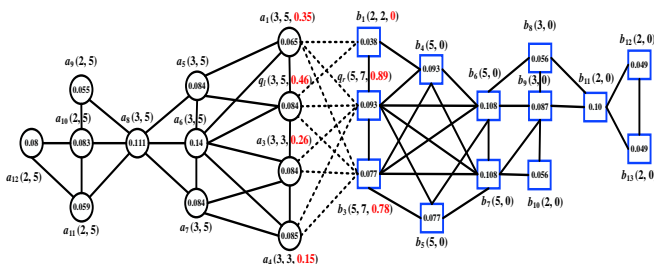 a₁(3, 5, 0.35)
b₁(2, 2, 0)
b₈(3, 0)
b₁₂(2, 0)
a₉(2, 5)
a₅(3, 5)
0.065
0.038
b₄(5, 0)
0.056
0.049
0.055
0.084
qₗ(3, 5, 0.46)
qᵣ(5, 7, 0.89)
0.093
b₆(5, 0)
b₉(3, 0)
b₁₁(2, 0)
a₁₀(2, 5)
a₈(3, 5)
a₆(3, 5)
0.084
0.093
0.108
0.087
0.10
0.08
0.083
0.111
0.14
a₃(3, 3, 0.26)
0.049
a₁₂(2, 5)
0.084
0.077
0.108
0.056
b₁₃(2, 0)
0.059
0.084
b₃(5, 7, 0.78)
0.077
b₇(5, 0)
b₁₀(2, 0)
a₁₁(2, 5)
a₇(3, 5)
0.085
b₅(5, 0)
a₄(3, 3, 0.15)